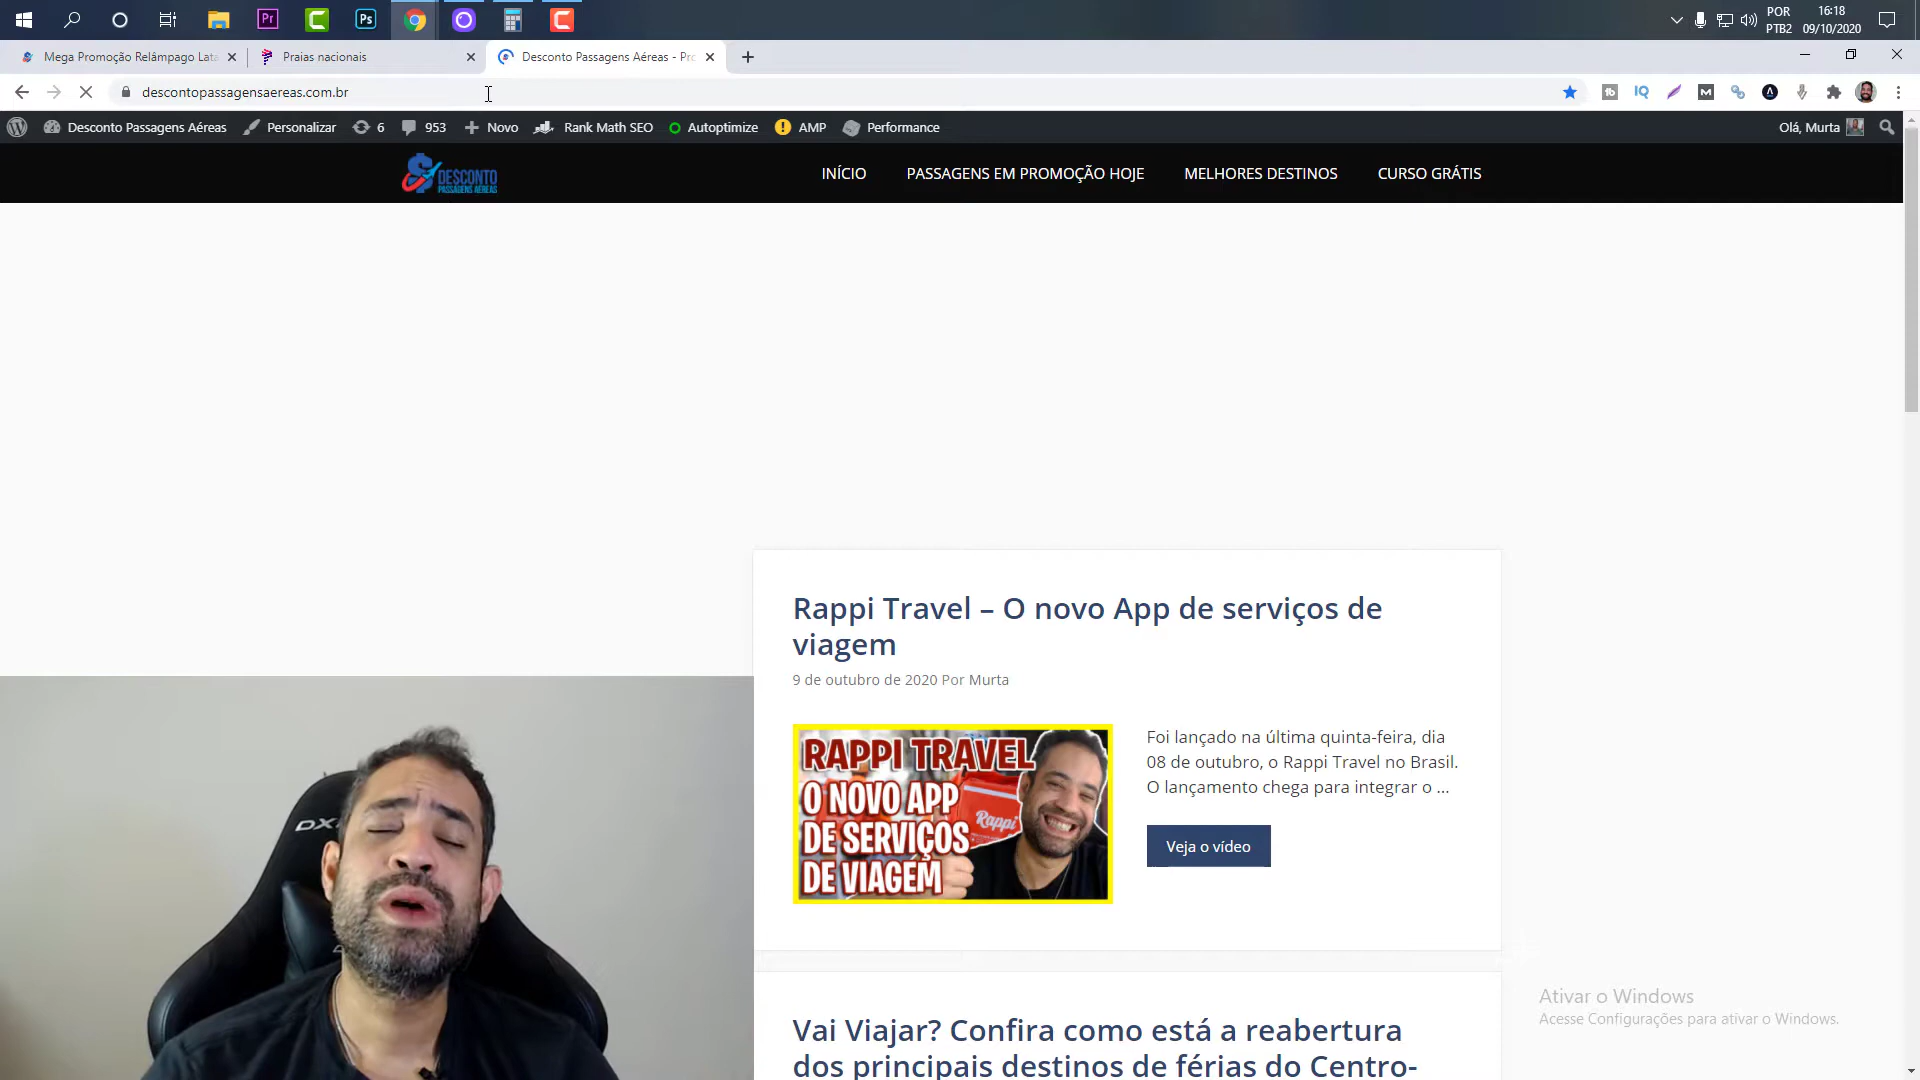 POR
PTB2
16:18
09/10/2020
Mega Promoção Relâmpago Lata
Praias nacionais
Desconto Passagens Aéreas - Pro
descontopassagensaereas.com.br
Desconto Passagens Aéreas
Personalizar
6
953
Novo
Rank Math SEO
Autoptimize
AMP
Performance
Olá, Murta
DESCONTO
PASSAGENS AÉREAS
INÍCIO
PASSAGENS EM PROMOÇÃO HOJE
MELHORES DESTINOS
CURSO GRÁTIS
Rappi Travel – O novo App de serviços de
viagem
9 de outubro de 2020 Por Murta
RAPPI TRAVEL
O NOVO APP
DE SERVIÇOS
DE VIAGEM
Rappi
Foi lançado na última quinta-feira, dia
08 de outubro, o Rappi Travel no Brasil.
O lançamento chega para integrar o ...
Veja o vídeo
Vai Viajar? Confira como está a reabertura
dos principais destinos de férias do Centro-
Ativar o Windows
Acesse Configurações para ativar o Windows.